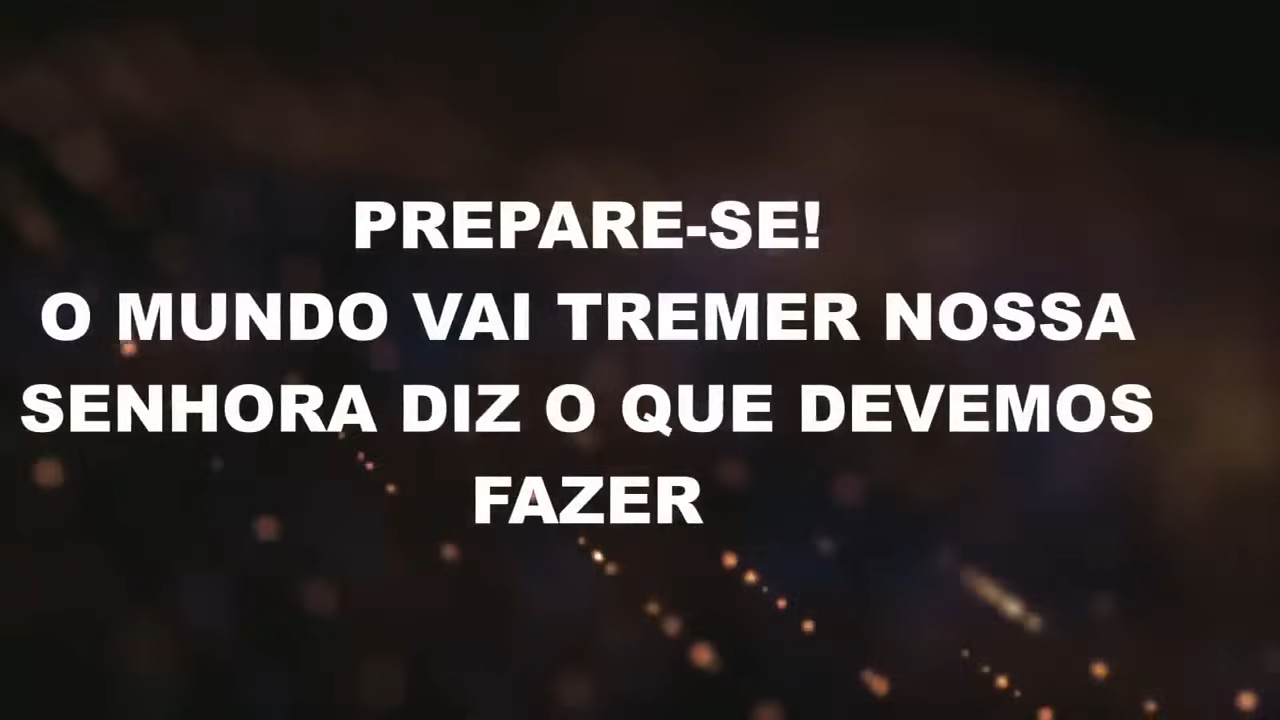 PREPARE-SE!
O MUNDO VAI TREMER NOSSA
SENHORA DIZ O QUE DEVEMOS
FAZER